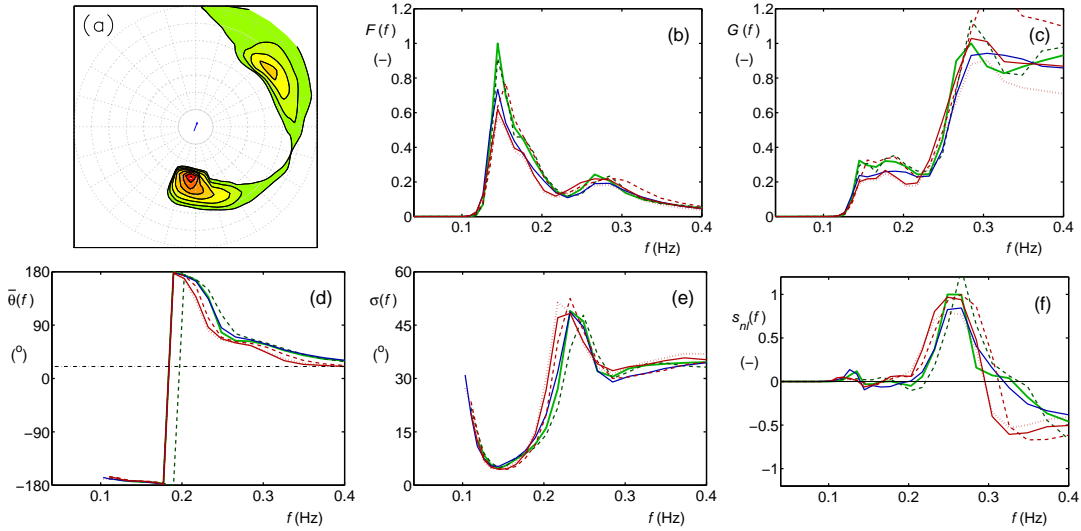 (a)
1.2
1
0.8
0.6
0.4
0.2
0
F(f)
(−)
(b)
0.1 0.2 0.3 0.4
f (Hz)
1.2
1
0.8
0.6
0.4
0.2
0
G(f)
(−)
(c)
0.1 0.2 0.3 0.4
f (Hz)
180
90
0
−90
−180
θ̄(f)
(°)
(d)
0.1 0.2 0.3 0.4
f (Hz)
60
45
30
15
0
σ(f)
(°)
(e)
0.1 0.2 0.3 0.4
f (Hz)
1
0.5
0
−0.5
−1
s_nl(f)
(−)
(f)
0.1 0.2 0.3 0.4
f (Hz)